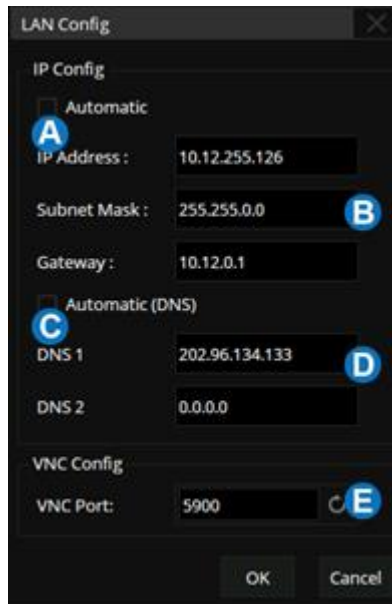 LAN Config
IP Config
Automatic
A
IP Address : 10.12.255.126
Subnet Mask : 255.255.0.0 B
Gateway : 10.12.0.1
Automatic (DNS)
C
DNS 1 202.96.134.133 D
DNS 2 0.0.0.0
VNC Config
VNC Port: 5900 E
OK Cancel